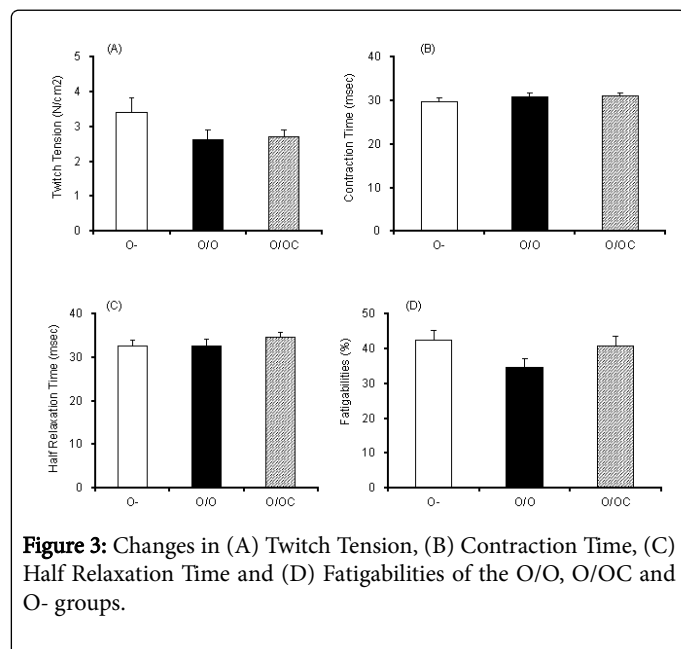 (A)
Twitch Tension (N/cm2)
5
4
3
2
1
0
O-
O/O
O/OC
(B)
Contraction Time (msec)
40
30
20
10
0
O-
O/O
O/OC
(C)
Half Relaxation Time (msec)
40
30
20
10
0
O-
O/O
O/OC
(D)
Fatigabilities (%)
50
40
30
20
10
0
O-
O/O
O/OC
Figure 3: Changes in (A) Twitch Tension, (B) Contraction Time, (C)
Half Relaxation Time and (D) Fatigabilities of the O/O, O/OC and
O- groups.